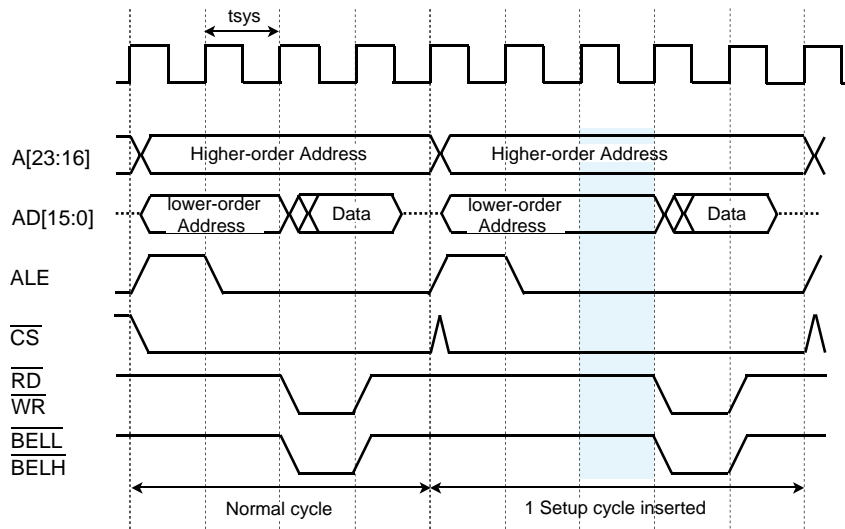 tsys
A[23:16]
Higher-order Address
Higher-order Address
AD[15:0]
lower-order
Address
Data
lower-order
Address
Data
ALE
CS
RD
WR
BELL
BELH
Normal cycle
1 Setup cycle inserted